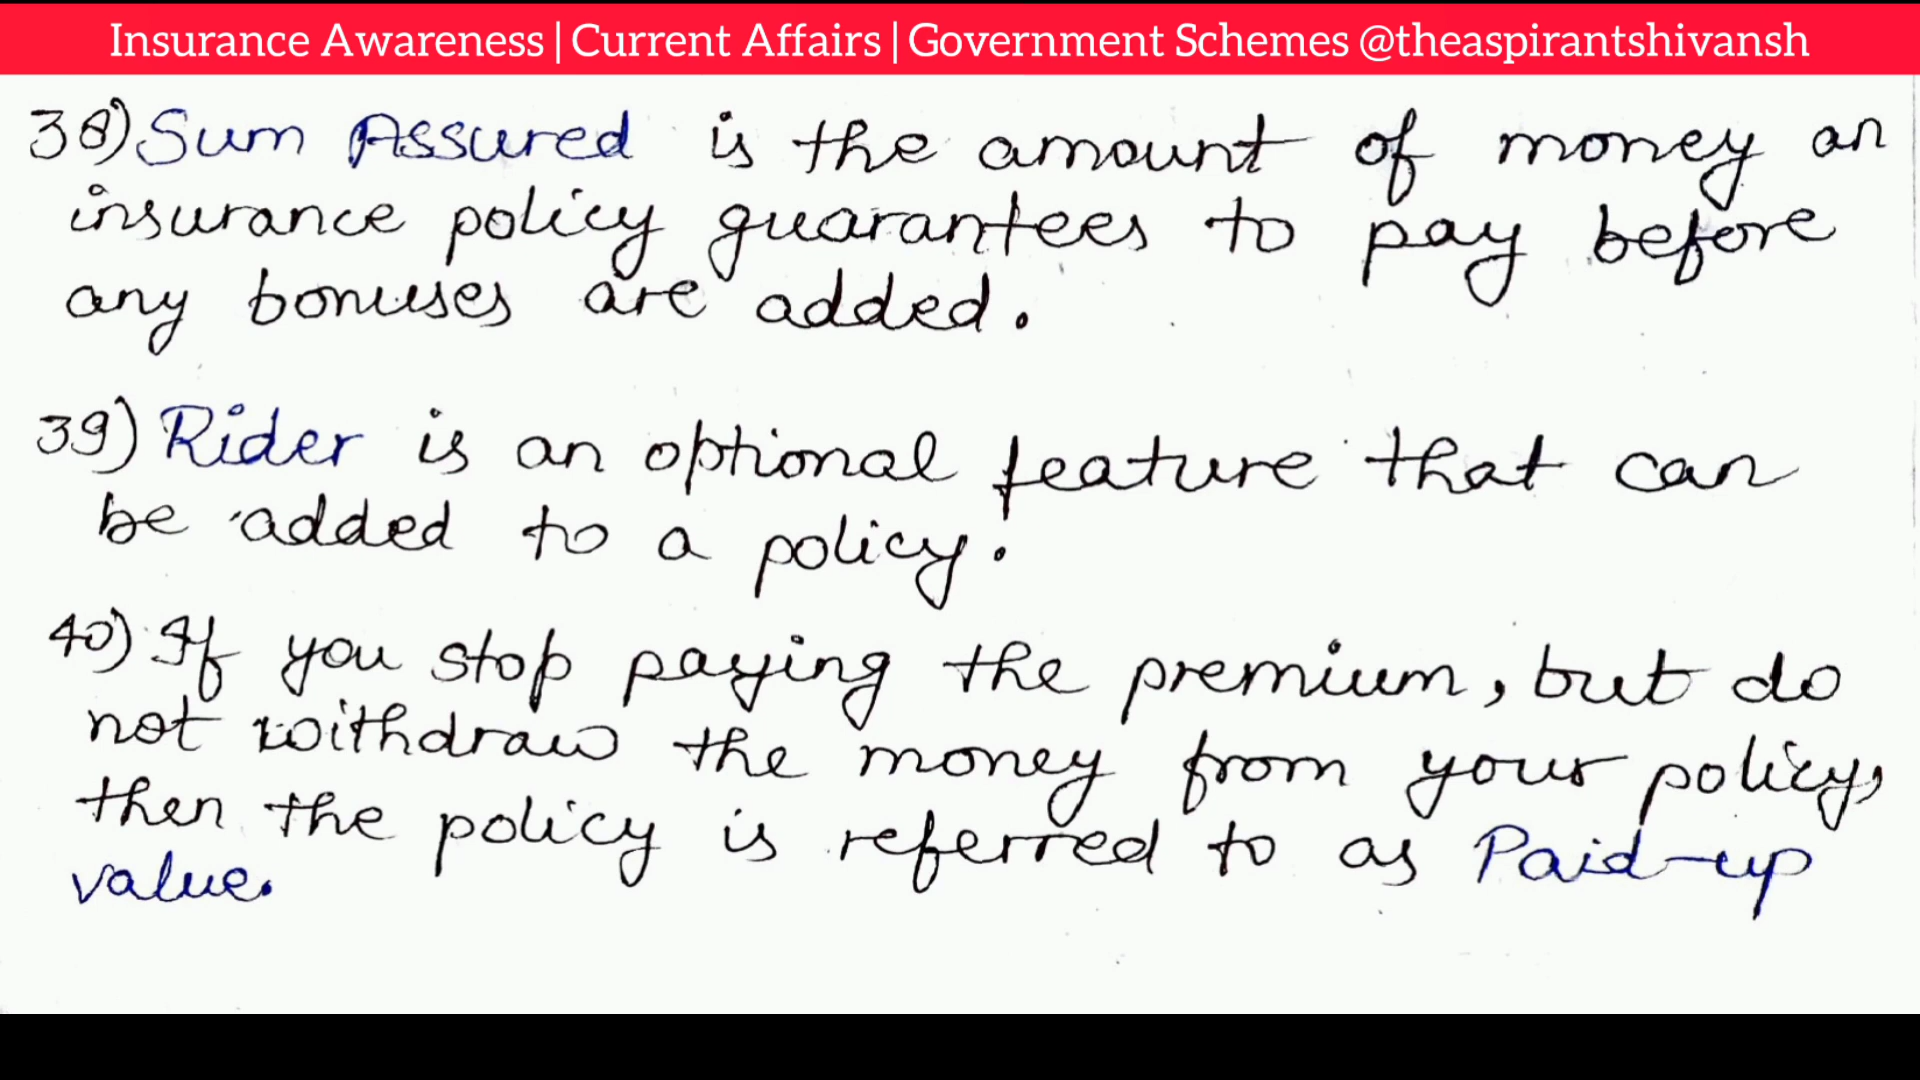 Insurance Awareness | Current Affairs | Government Schemes @theaspirantshivansh
38) Sum Assured is the amount of money an
insurance policy guarantees to pay before
any bonuses are added.
39) Rider is an optional feature that can
be added to a policy.
40) If you stop paying the premium, but do
not withdraw the money from your policy,
then the policy is referred to as Paid-up
value.